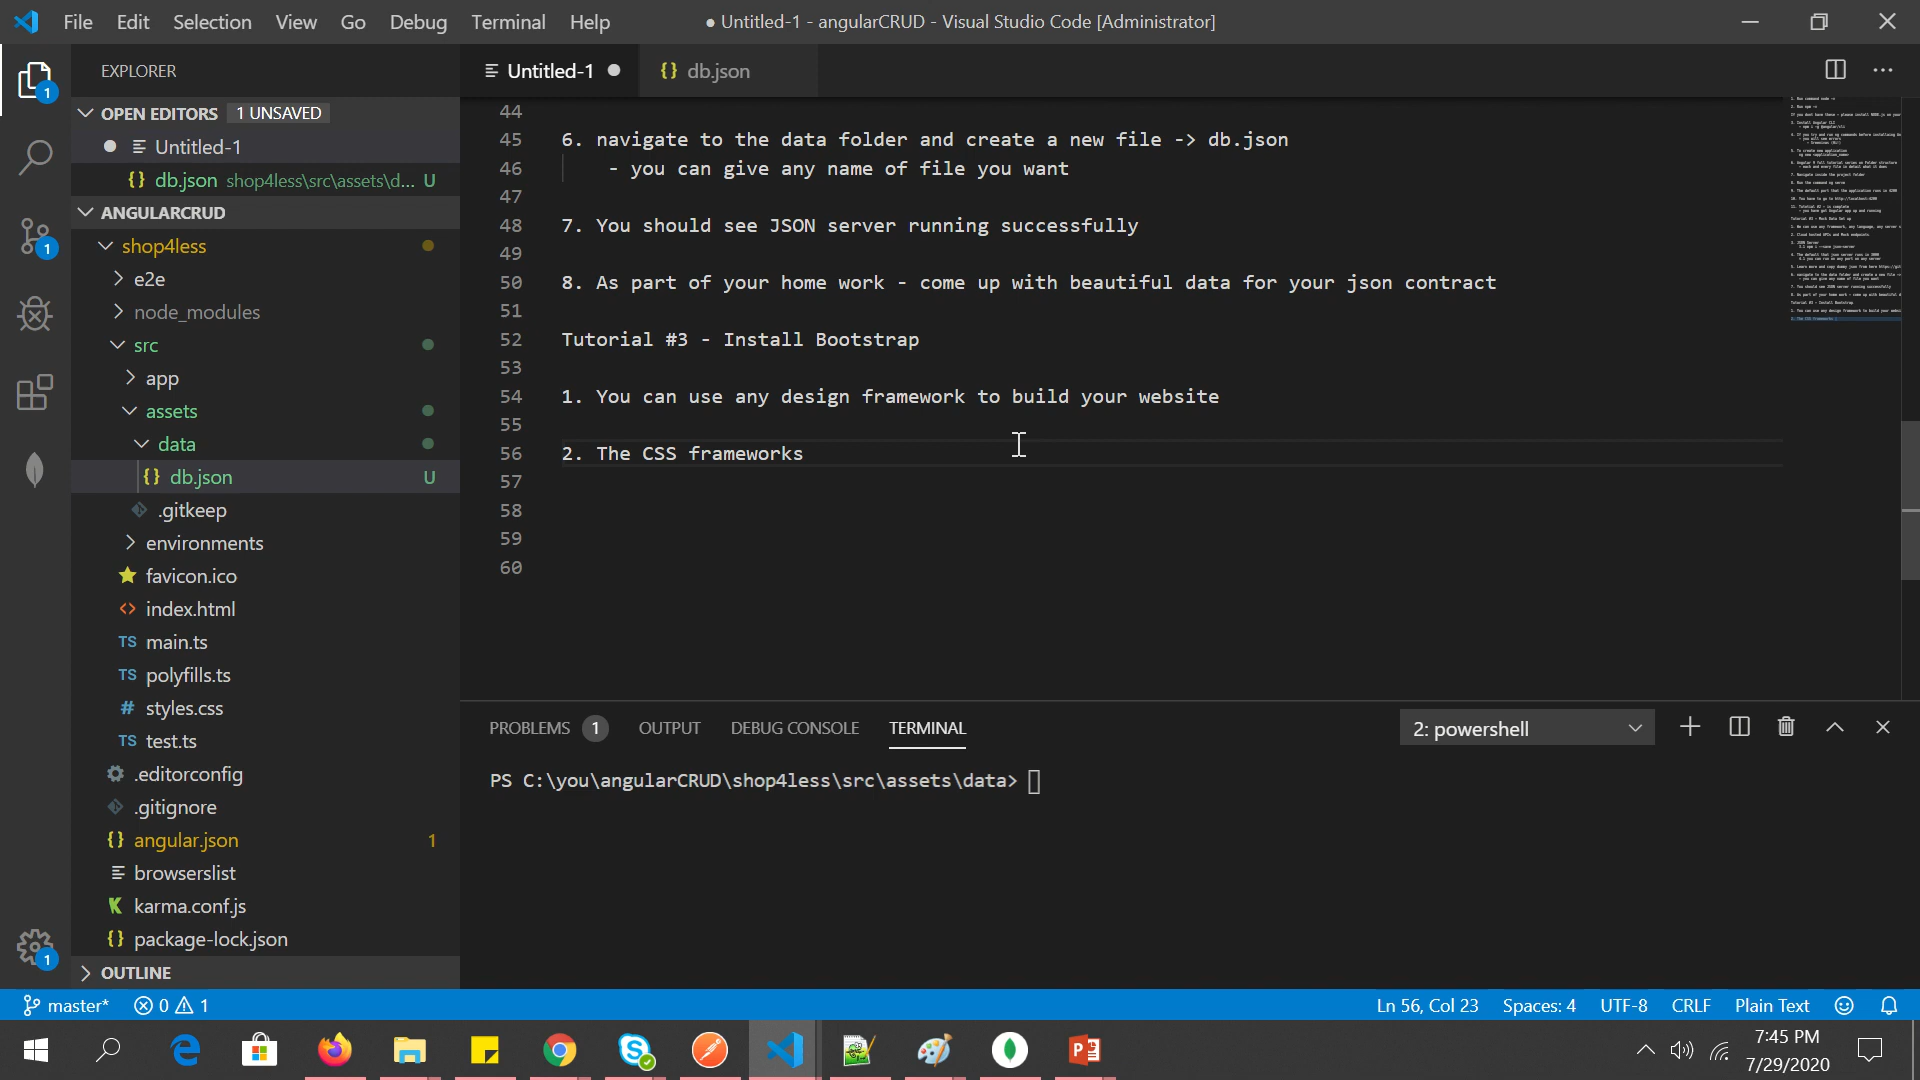 File Edit Selection View Go Debug Terminal Help
● Untitled-1 - angularCRUD - Visual Studio Code [Administrator]
EXPLORER
OPEN EDITORS 1 UNSAVED
Untitled-1
{} db.json shop4less\src\assets\d... U
ANGULARCRUD
shop4less
e2e
node_modules
src
app
assets
data
{} db.json U
.gitkeep
environments
favicon.ico
<> index.html
TS main.ts
TS polyfills.ts
# styles.css
TS test.ts
.editorconfig
.gitignore
{} angular.json 1
browserslist
karma.conf.js
{} package-lock.json
OUTLINE
1
1
1
Untitled-1 ●
{} db.json
44
45 6. navigate to the data folder and create a new file -> db.json
46 - you can give any name of file you want
47
48 7. You should see JSON server running successfully
49
50 8. As part of your home work - come up with beautiful data for your json contract
51
52 Tutorial #3 - Install Bootstrap
53
54 1. You can use any design framework to build your website
55
56 2. The CSS frameworks
57
58
59
60
PROBLEMS 1 OUTPUT DEBUG CONSOLE TERMINAL
2: powershell
PS C:\you\angularCRUD\shop4less\src\assets\data>
master* 0 1
Ln 56, Col 23 Spaces: 4 UTF-8 CRLF Plain Text
7:45 PM
7/29/2020